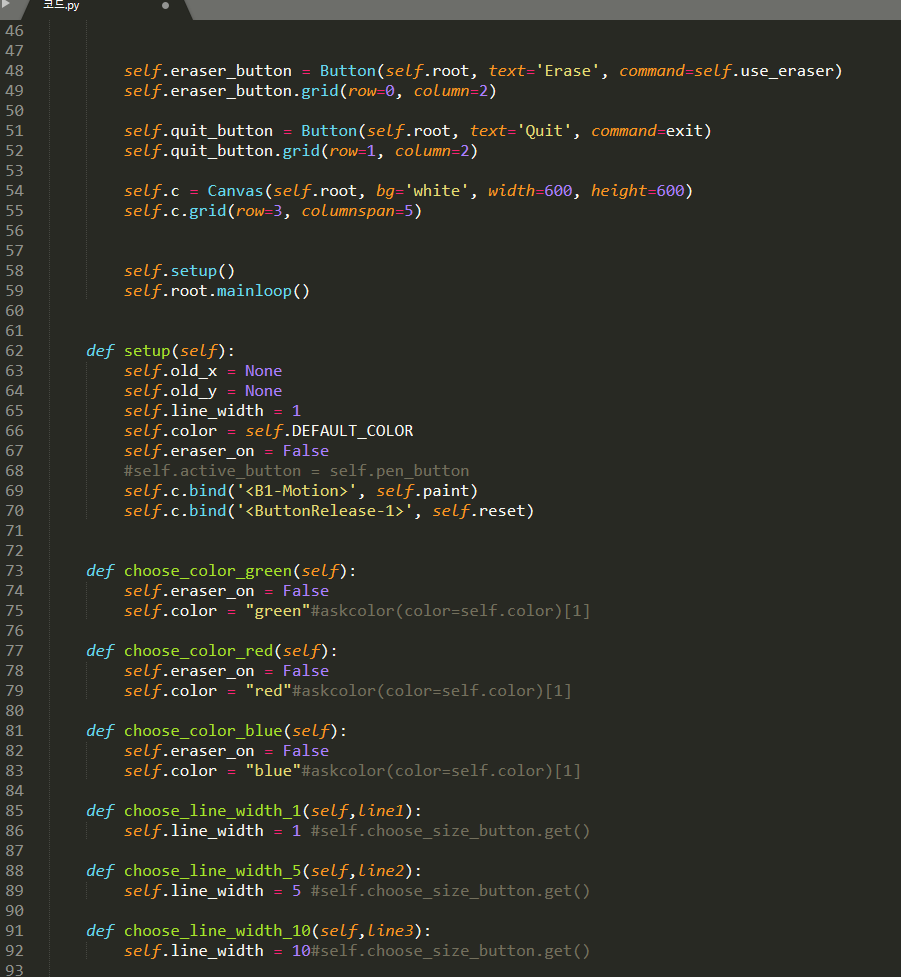 코드.py
46
47
48 self.eraser_button = Button(self.root, text='Erase', command=self.use_eraser)
49 self.eraser_button.grid(row=0, column=2)
50
51 self.quit_button = Button(self.root, text='Quit', command=exit)
52 self.quit_button.grid(row=1, column=2)
53
54 self.c = Canvas(self.root, bg='white', width=600, height=600)
55 self.c.grid(row=3, columnspan=5)
56
57
58 self.setup()
59 self.root.mainloop()
60
61
62 def setup(self):
63 self.old_x = None
64 self.old_y = None
65 self.line_width = 1
66 self.color = self.DEFAULT_COLOR
67 self.eraser_on = False
68 #self.active_button = self.pen_button
69 self.c.bind('<B1-Motion>', self.paint)
70 self.c.bind('<ButtonRelease-1>', self.reset)
71
72
73 def choose_color_green(self):
74 self.eraser_on = False
75 self.color = "green"#askcolor(color=self.color)[1]
76
77 def choose_color_red(self):
78 self.eraser_on = False
79 self.color = "red"#askcolor(color=self.color)[1]
80
81 def choose_color_blue(self):
82 self.eraser_on = False
83 self.color = "blue"#askcolor(color=self.color)[1]
84
85 def choose_line_width_1(self,line1):
86 self.line_width = 1 #self.choose_size_button.get()
87
88 def choose_line_width_5(self,line2):
89 self.line_width = 5 #self.choose_size_button.get()
90
91 def choose_line_width_10(self,line3):
92 self.line_width = 10#self.choose_size_button.get()
93